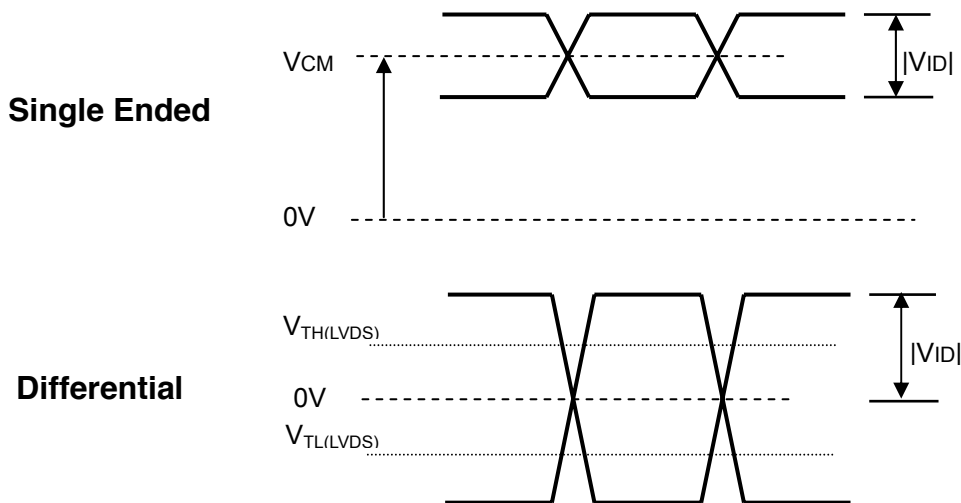 VCM
|VID|
Single Ended
0V
VTH(LVDS)
|VID|
Differential
0V
VTL(LVDS)